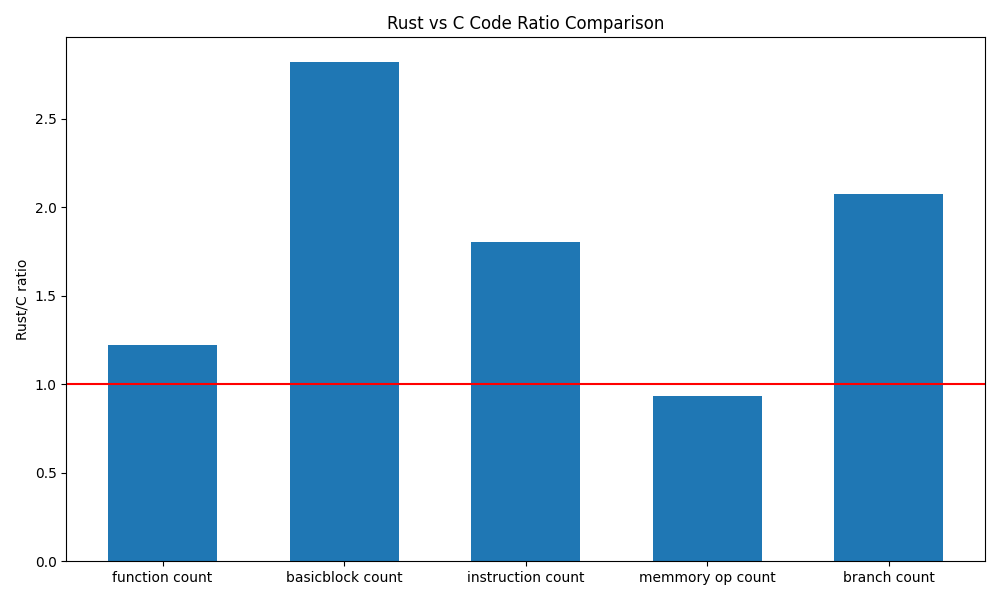 Rust vs C Code Ratio Comparison
Rust/C ratio
2.5
2.0
1.5
1.0
0.5
0.0
function count
basicblock count
instruction count
memmory op count
branch count